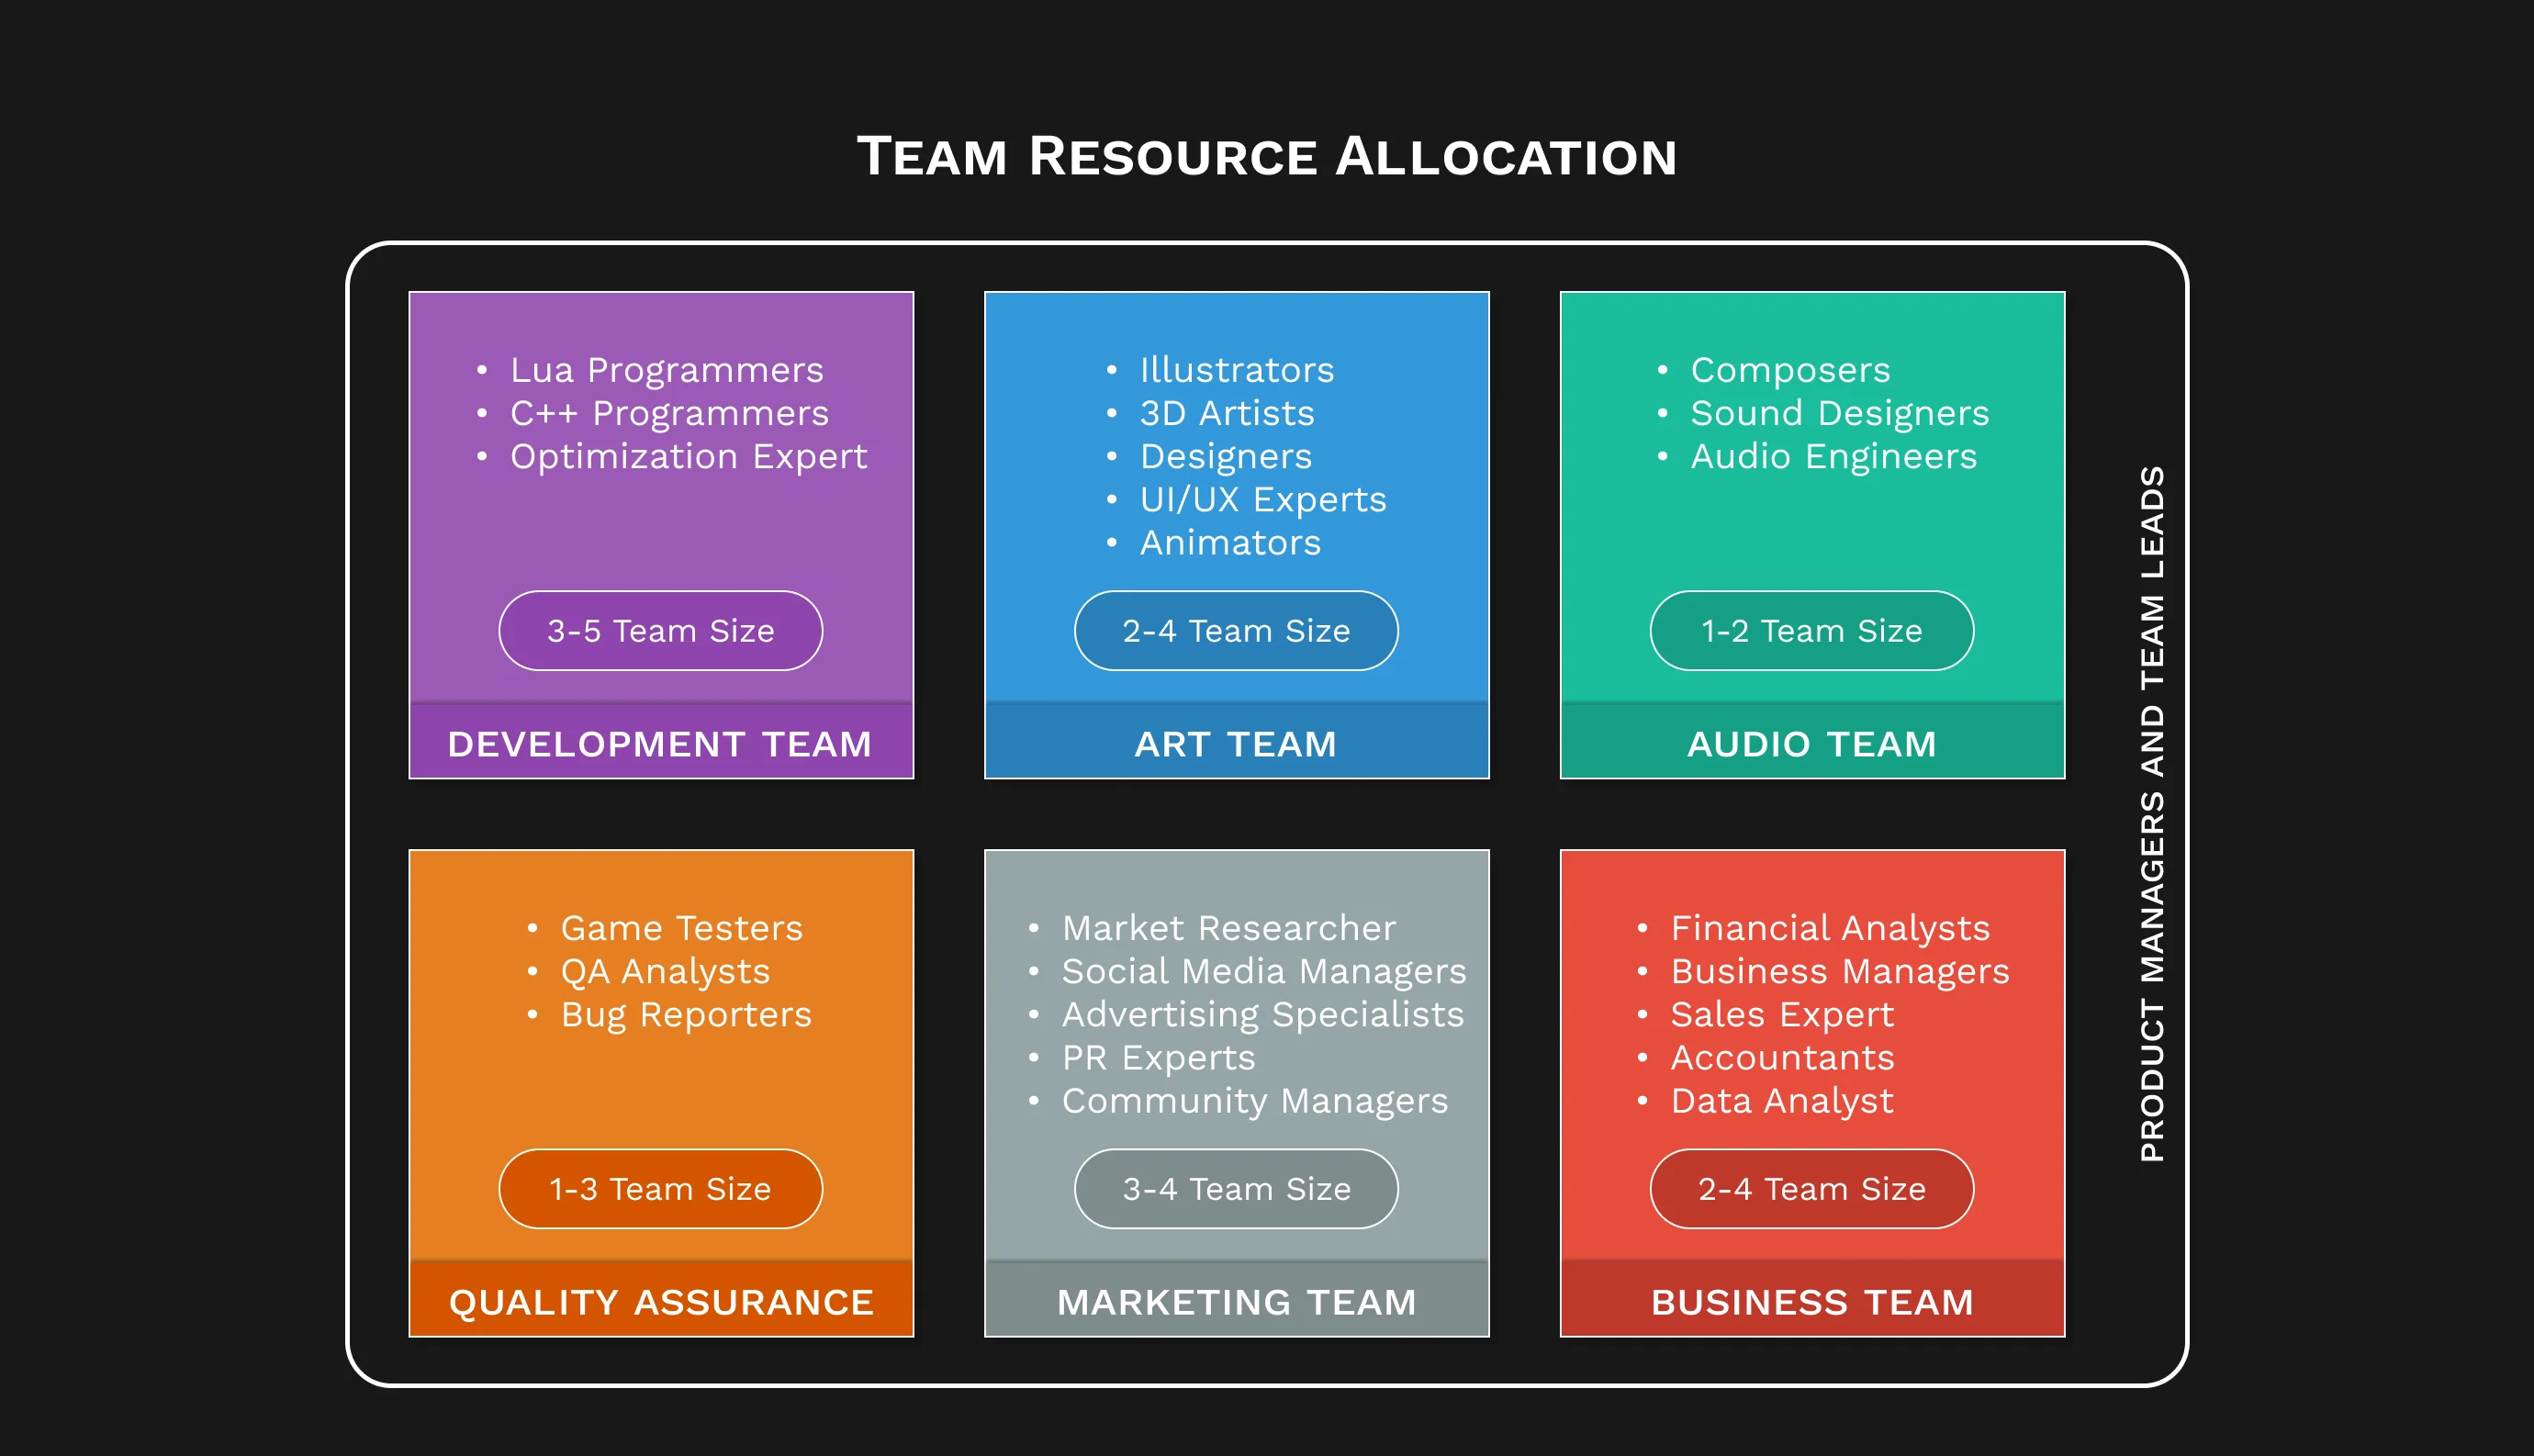 Team Resource Allocation
• Lua Programmers
• C++ Programmers
• Optimization Expert
3-5 Team Size
DEVELOPMENT TEAM
• Illustrators
• 3D Artists
• Designers
• UI/UX Experts
• Animators
2-4 Team Size
ART TEAM
• Composers
• Sound Designers
• Audio Engineers
1-2 Team Size
AUDIO TEAM
• Game Testers
• QA Analysts
• Bug Reporters
1-3 Team Size
QUALITY ASSURANCE
• Market Researcher
• Social Media Managers
• Advertising Specialists
• PR Experts
• Community Managers
3-4 Team Size
MARKETING TEAM
• Financial Analysts
• Business Managers
• Sales Expert
• Accountants
• Data Analyst
2-4 Team Size
BUSINESS TEAM
PRODUCT MANAGERS AND TEAM LEADS